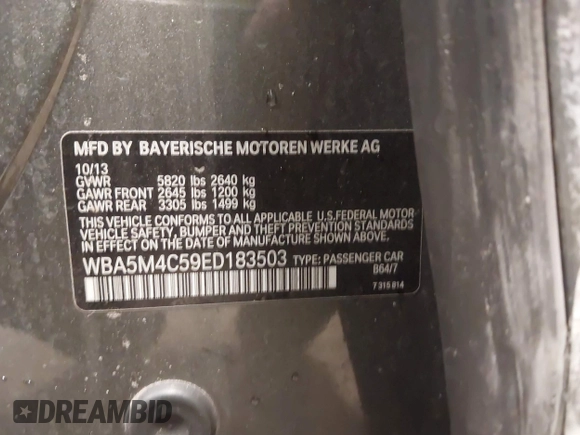 MFD BY BAYERISCHE MOTOREN WERKE AG
10/13
GVWR 5820 lbs 2640 kg
GAWR FRONT 2645 lbs 1200 kg
GAWR REAR 3305 lbs 1499 kg
THIS VEHICLE CONFORMS TO ALL APPLICABLE U.S.FEDERAL MOTOR
VEHICLE SAFETY, BUMPER AND THEFT PREVENTION STANDARDS
IN EFFECT ON THE DATE OF MANUFACTURE SHOWN ABOVE.
WBA5M4C59ED183503 TYPE: PASSENGER CAR
864/7
7 315 814
DREAMBID